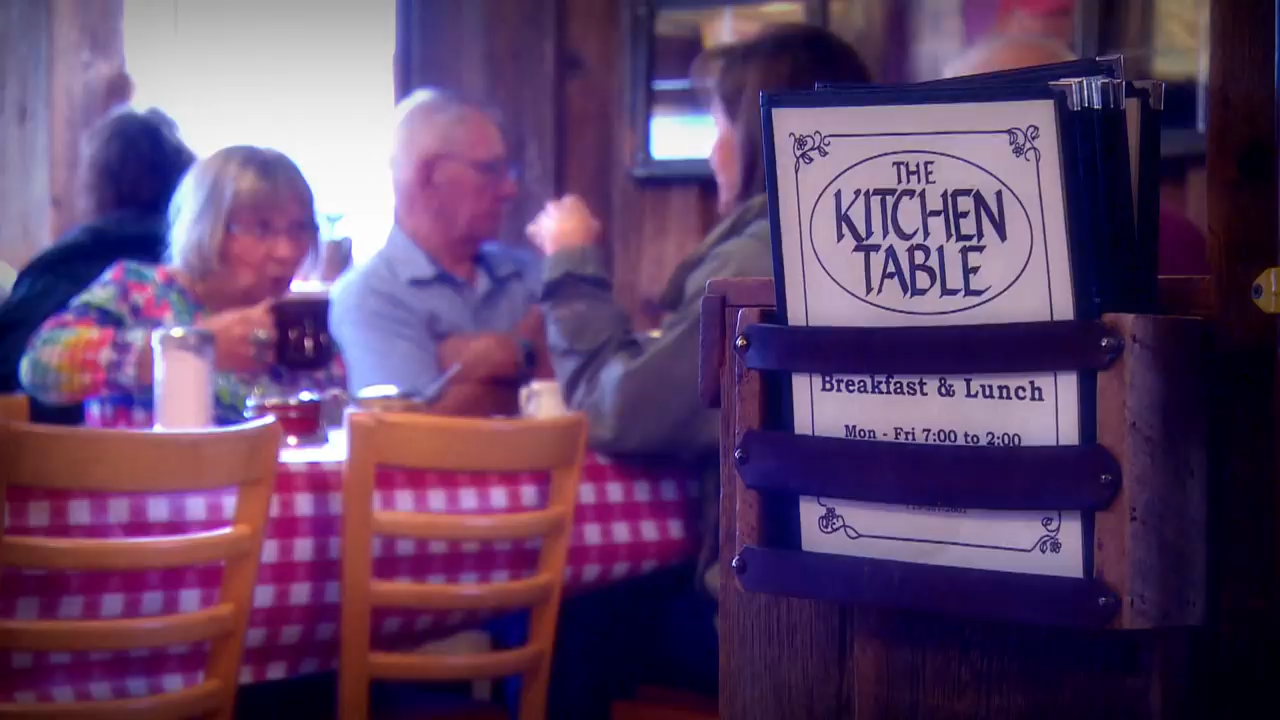 THE
KITCHEN
TABLE
Breakfast & Lunch
Mon - Fri 7:00 to 2:00